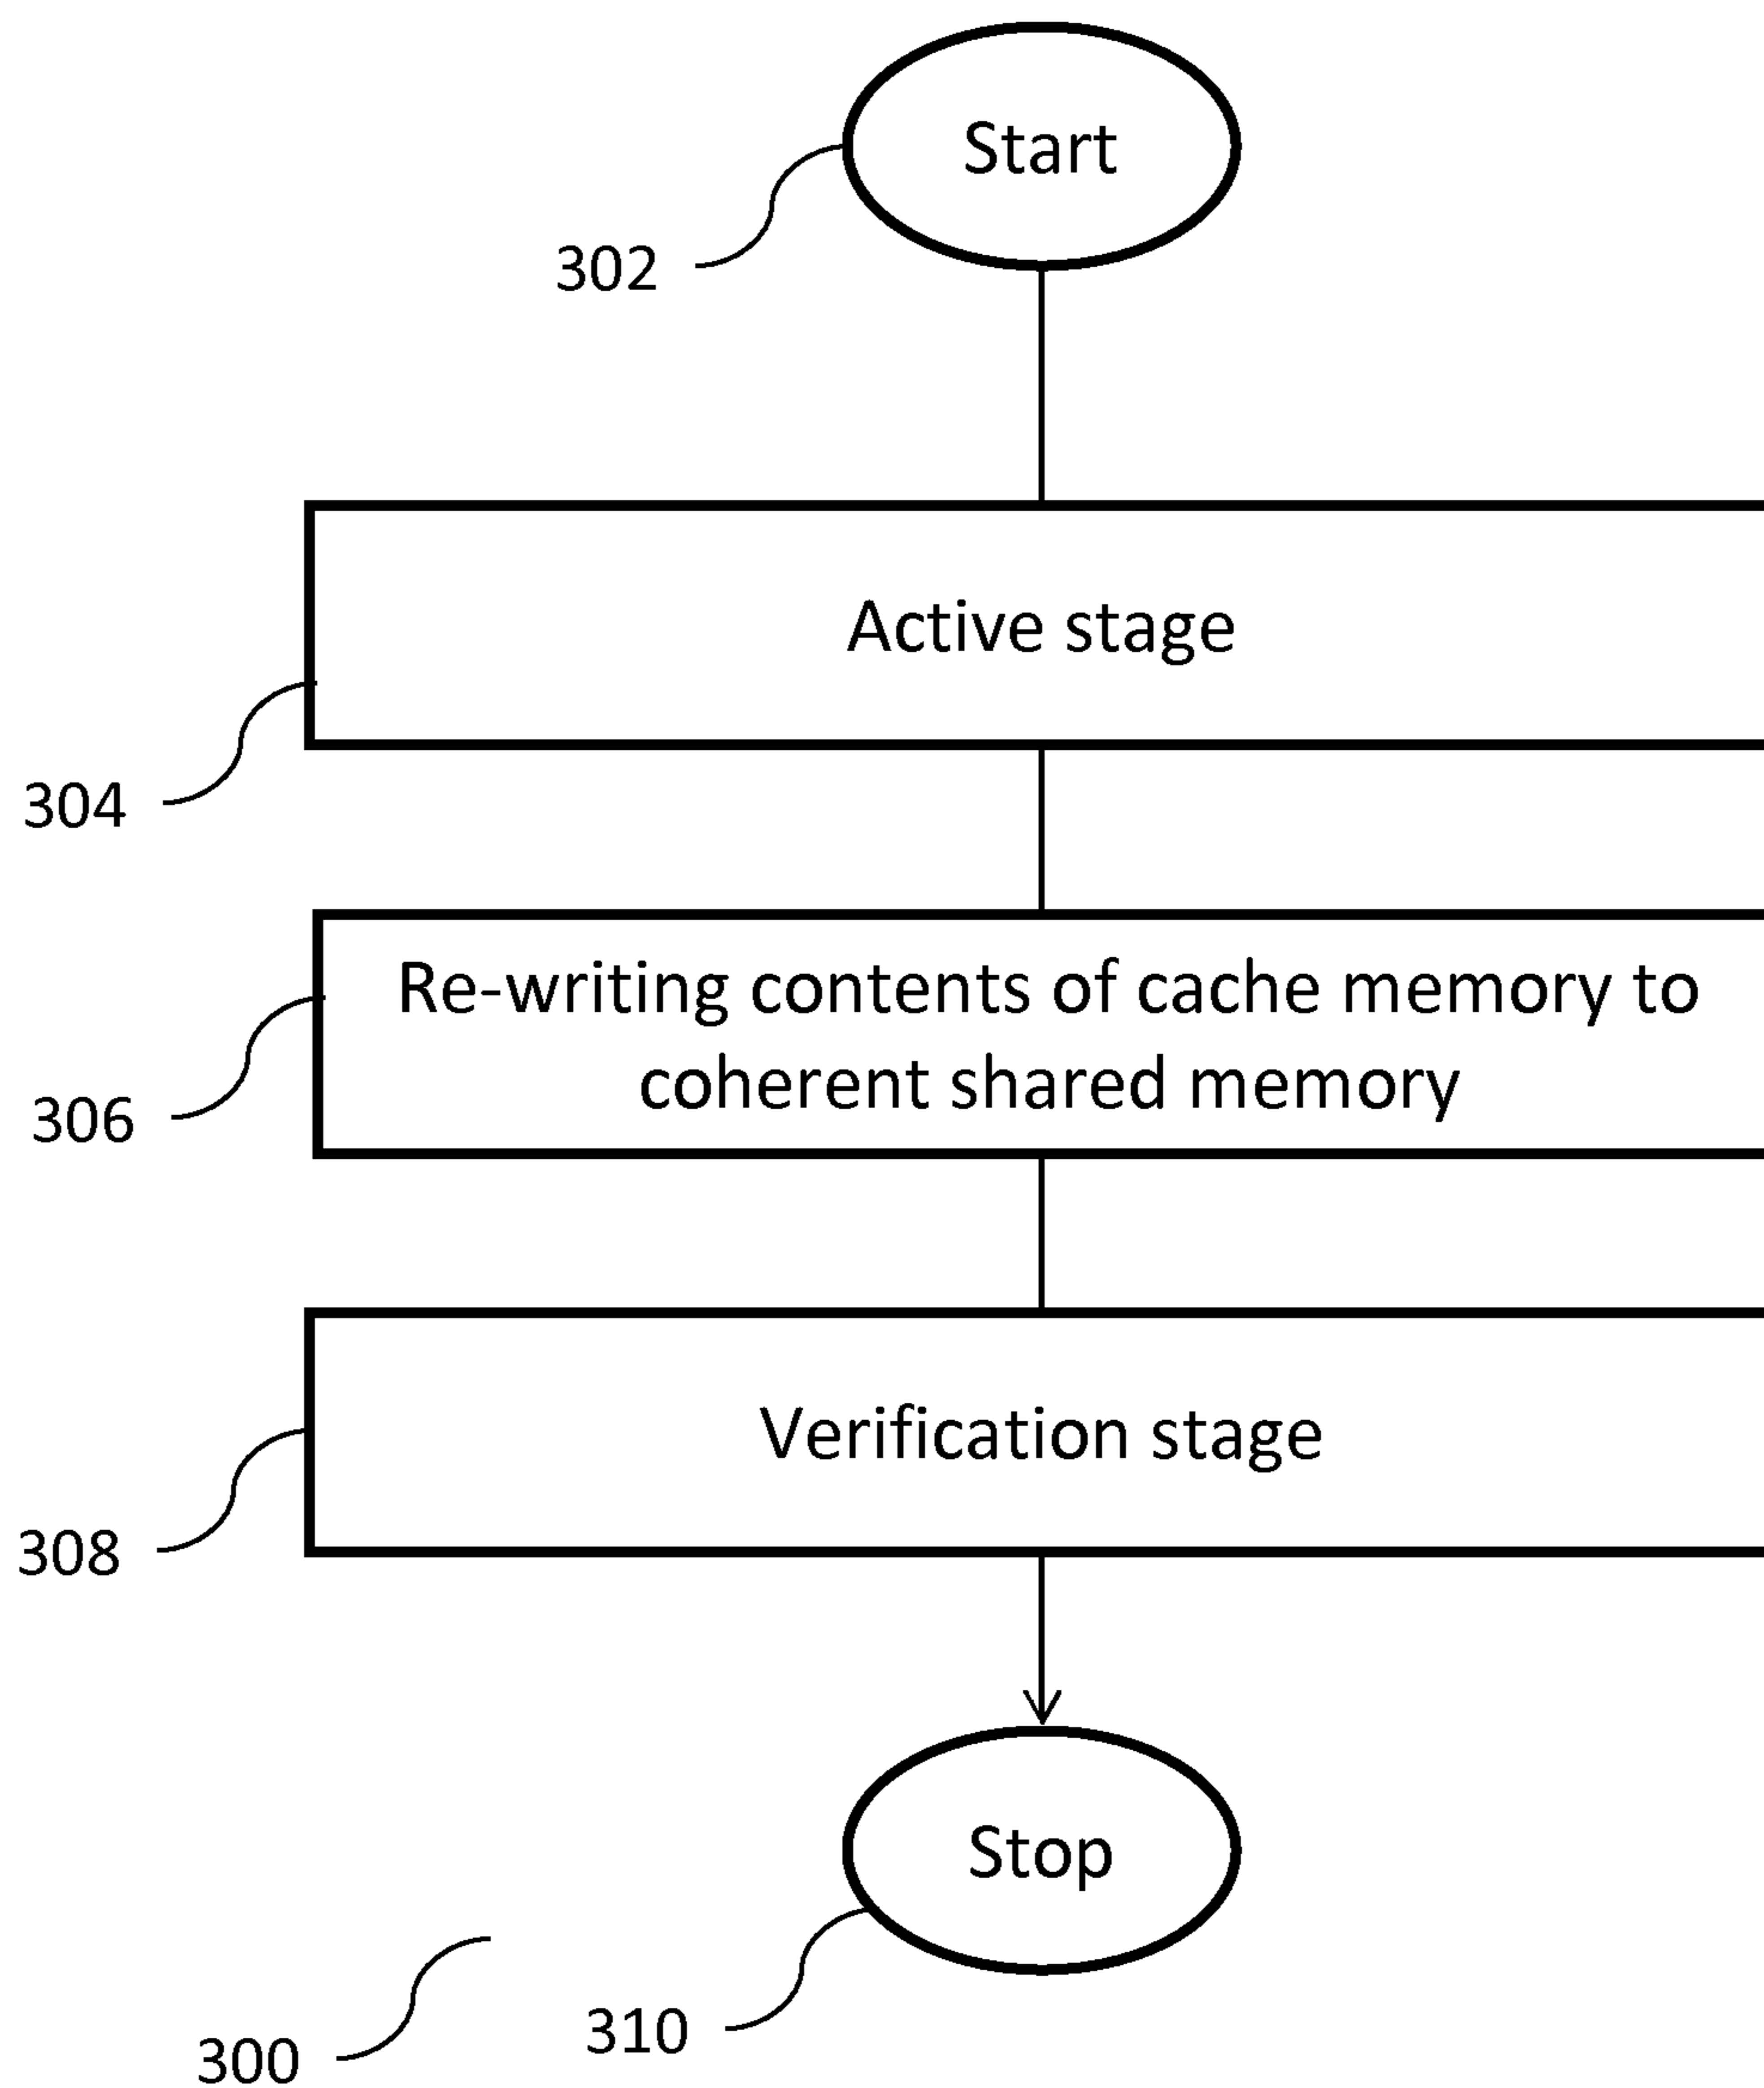 Start
302
Active stage
304
Re-writing contents of cache memory to
coherent shared memory
306
Verification stage
308
Stop
310
300